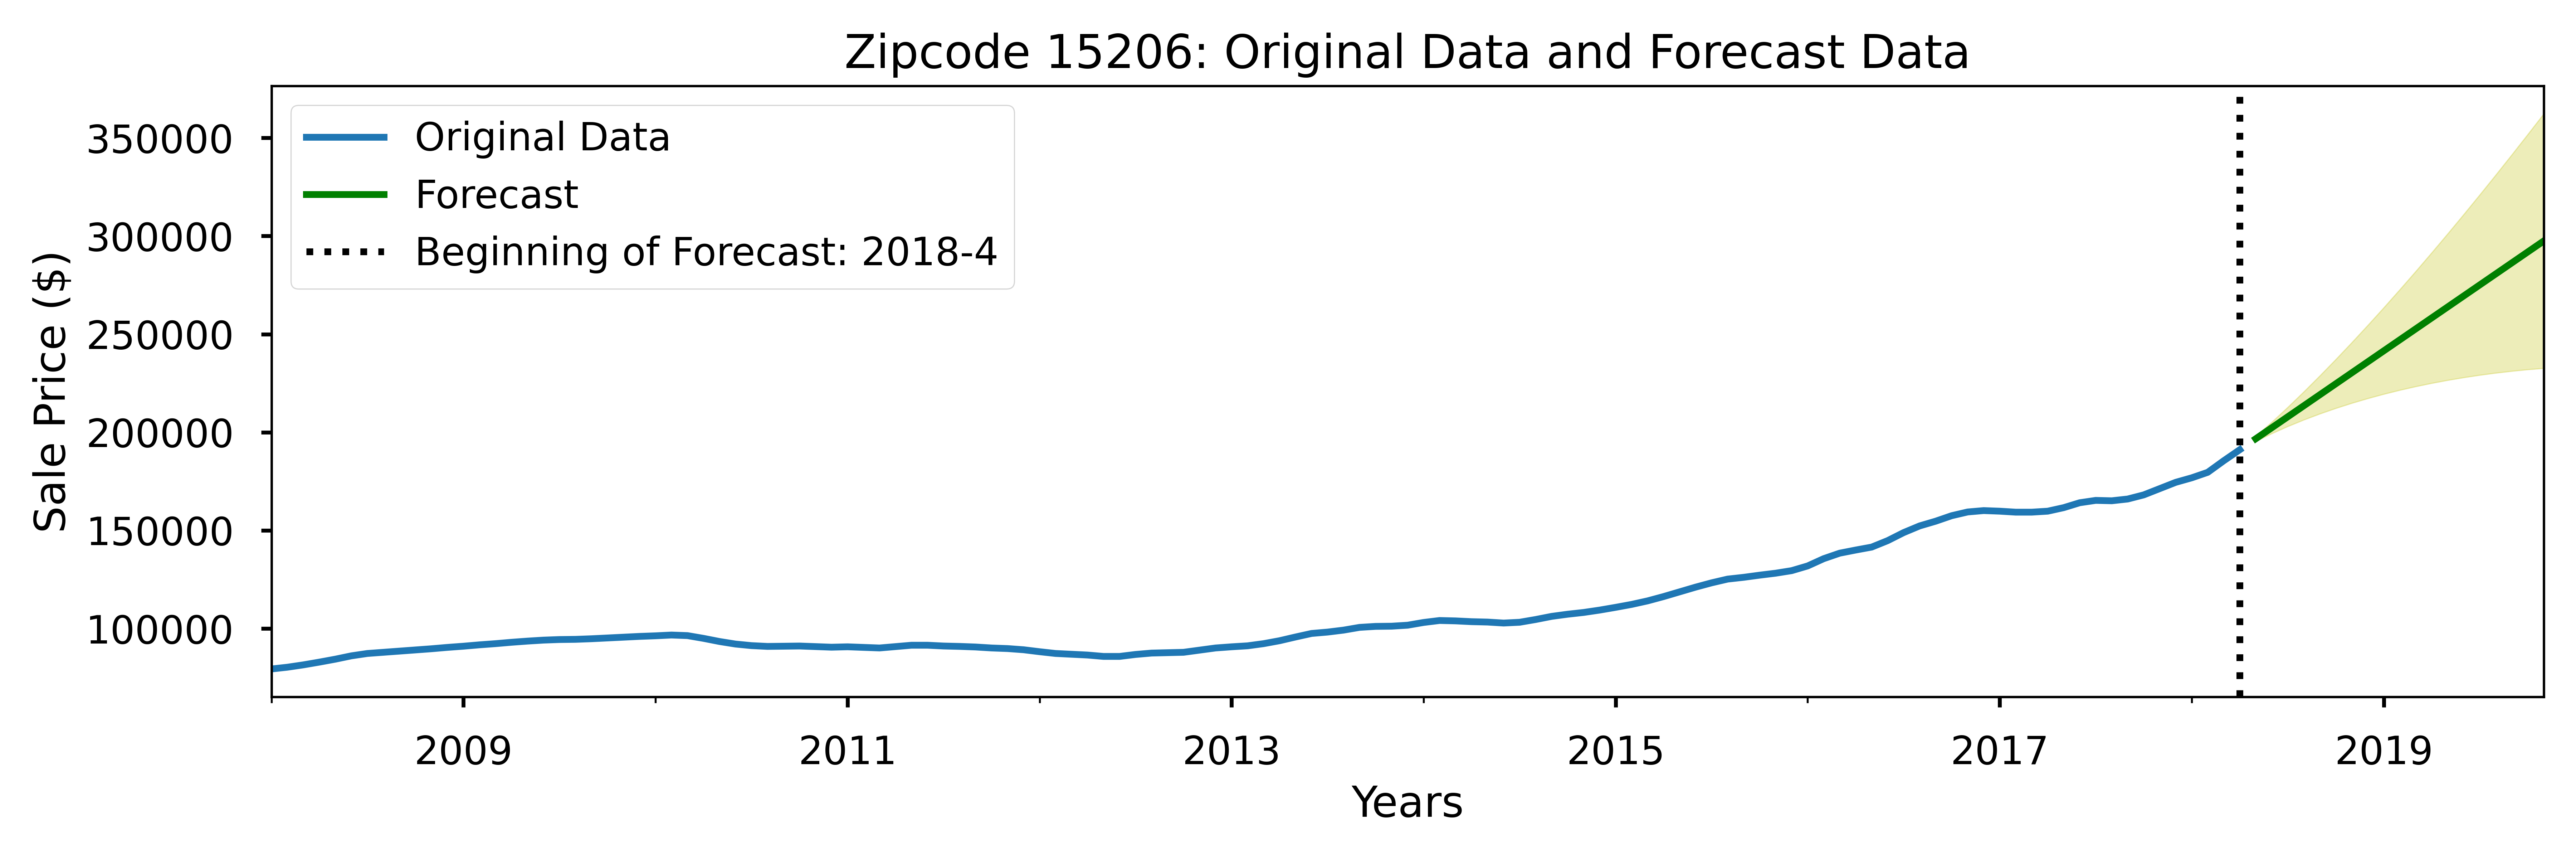 Zipcode 15206: Original Data and Forecast Data
Original Data
Forecast
Beginning of Forecast: 2018-4
350000
300000
250000
200000
150000
100000
Sale Price ($)
2009 2011 2013 2015 2017 2019
Years